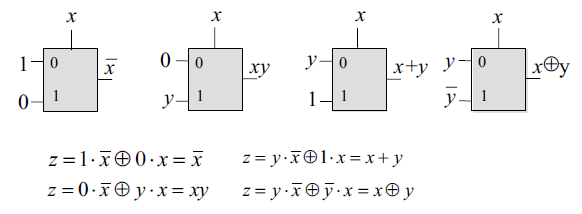 x x x x
1 0 x̅ 0 0 xy y 0 x+y y 0 x⊕y
0 1 y 1 1 1 y̅ 1
z = 1·x̅ ⊕ 0·x = x̅ z = y·x̅ ⊕ 1·x = x + y
z = 0·x̅ ⊕ y·x = xy z = y·x̅ ⊕ y̅·x = x ⊕ y